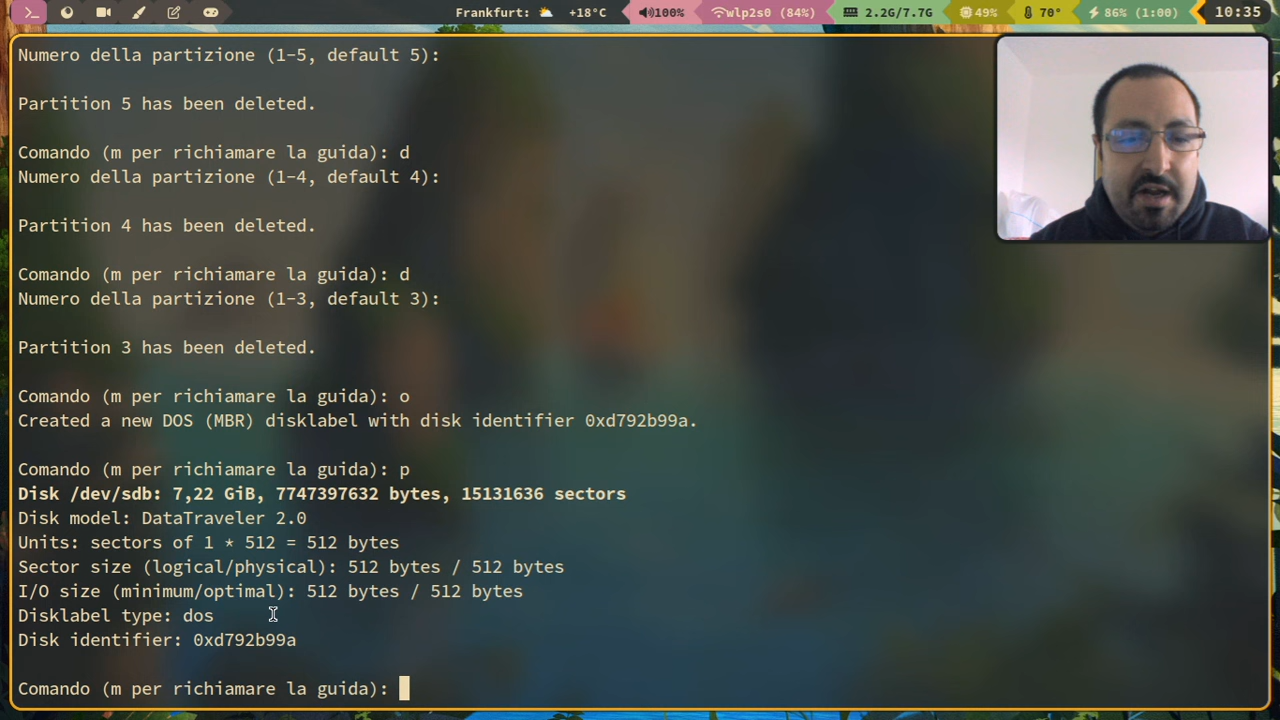 Frankfurt: +18°C 100% wlp2s0 (84%) 2.2G/7.7G 49% 70° 86% (1:00) 10:35
Numero della partizione (1-5, default 5):
Partition 5 has been deleted.
Comando (m per richiamare la guida): d
Numero della partizione (1-4, default 4):
Partition 4 has been deleted.
Comando (m per richiamare la guida): d
Numero della partizione (1-3, default 3):
Partition 3 has been deleted.
Comando (m per richiamare la guida): o
Created a new DOS (MBR) disklabel with disk identifier 0xd792b99a.
Comando (m per richiamare la guida): p
Disk /dev/sdb: 7,22 GiB, 7747397632 bytes, 15131636 sectors
Disk model: DataTraveler 2.0
Units: sectors of 1 * 512 = 512 bytes
Sector size (logical/physical): 512 bytes / 512 bytes
I/O size (minimum/optimal): 512 bytes / 512 bytes
Disklabel type: dos
Disk identifier: 0xd792b99a
Comando (m per richiamare la guida):